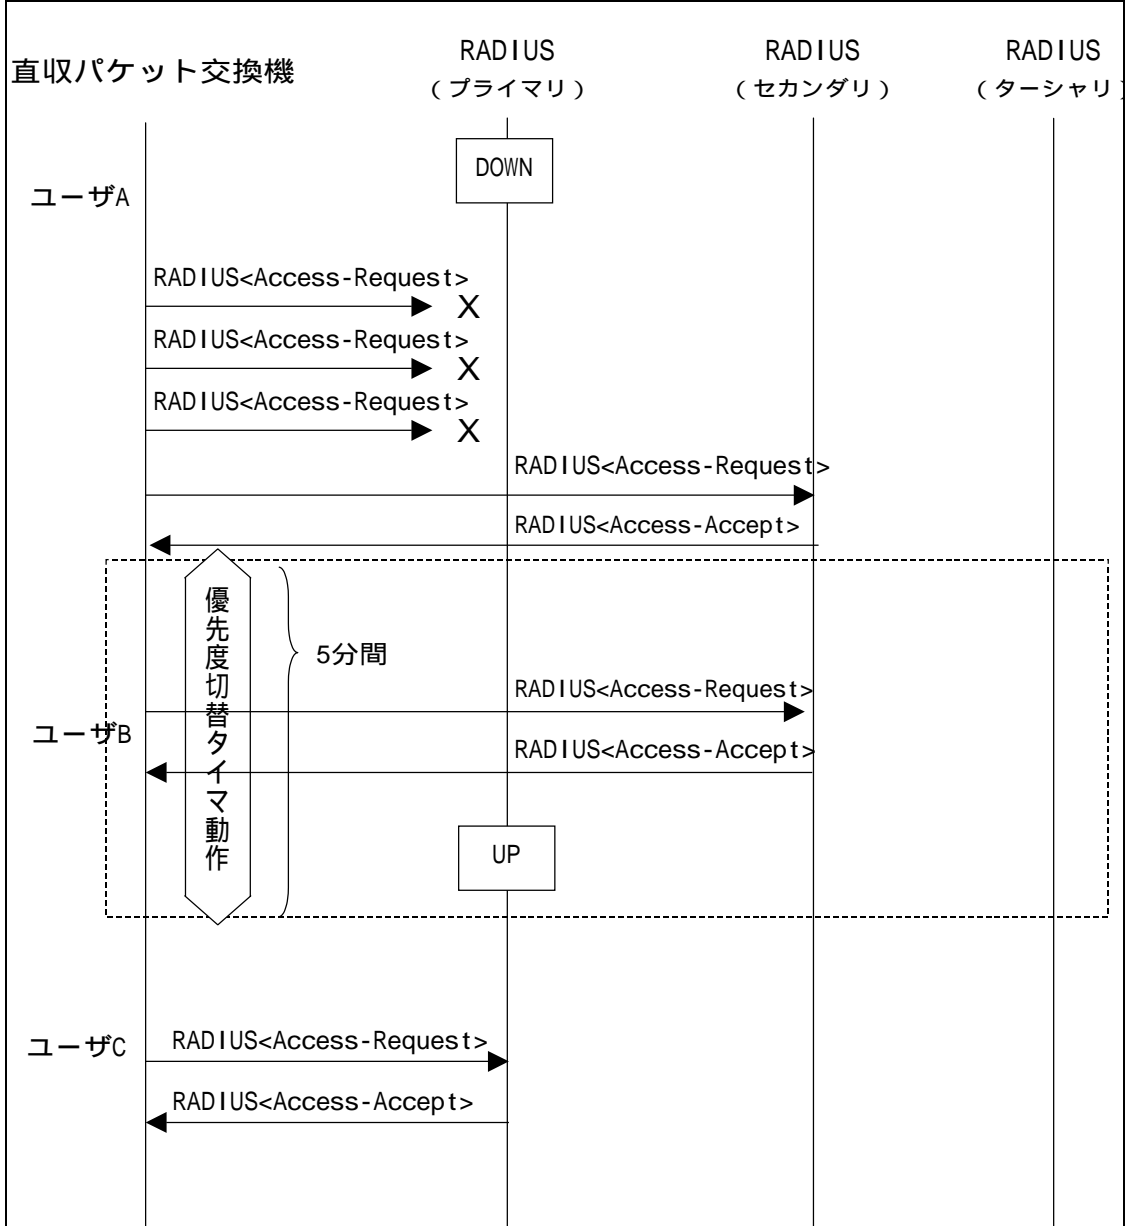 直収パケット交換機
RADIUS
（プライマリ）
RADIUS
（セカンダリ）
RADIUS
（ターシャリ）
DOWN
ユーザA
RADIUS<Access-Request>
X
RADIUS<Access-Request>
X
RADIUS<Access-Request>
X
RADIUS<Access-Request>
RADIUS<Access-Accept>
優先度切替タイマ動作
5分間
RADIUS<Access-Request>
ユーザB
RADIUS<Access-Accept>
UP
ユーザC
RADIUS<Access-Request>
RADIUS<Access-Accept>